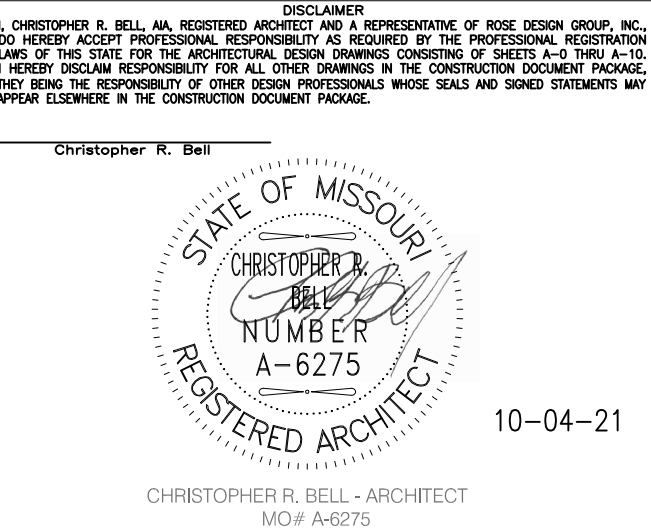 DISCLAIMER
I, CHRISTOPHER R. BELL, AIA, REGISTERED ARCHITECT AND A REPRESENTATIVE OF ROSE DESIGN GROUP, INC.,
DO HEREBY ACCEPT PROFESSIONAL RESPONSIBILITY AS REQUIRED BY THE PROFESSIONAL REGISTRATION
LAWS OF THIS STATE FOR THE ARCHITECTURAL DESIGN DRAWINGS CONSISTING OF SHEETS A-0 THRU A-10.
I HEREBY DISCLAIM RESPONSIBILITY FOR ALL OTHER DRAWINGS IN THE CONSTRUCTION DOCUMENT PACKAGE,
THEY BEING THE RESPONSIBILITY OF OTHER DESIGN PROFESSIONALS WHOSE SEALS AND SIGNED STATEMENTS MAY
APPEAR ELSEWHERE IN THE CONSTRUCTION DOCUMENT PACKAGE.
Christopher R. Bell
STATE OF MISSOURI
CHRISTOPHER R.
BELL
NUMBER
A-6275
REGISTERED ARCHITECT
10-04-21
CHRISTOPHER R. BELL - ARCHITECT
MO# A-6275